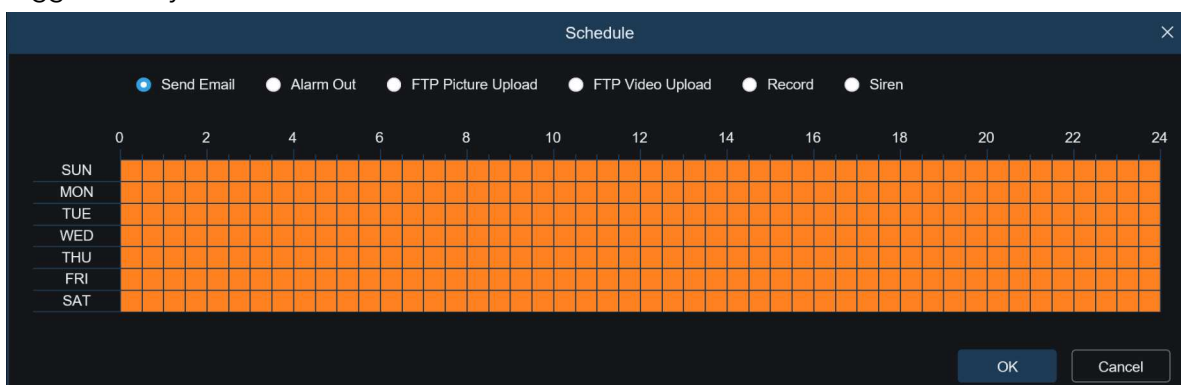 Schedule
Send Email Alarm Out FTP Picture Upload FTP Video Upload Record Siren
0 2 4 6 8 10 12 14 16 18 20 22 24
SUN
MON
TUE
WED
THU
FRI
SAT
OK Cancel